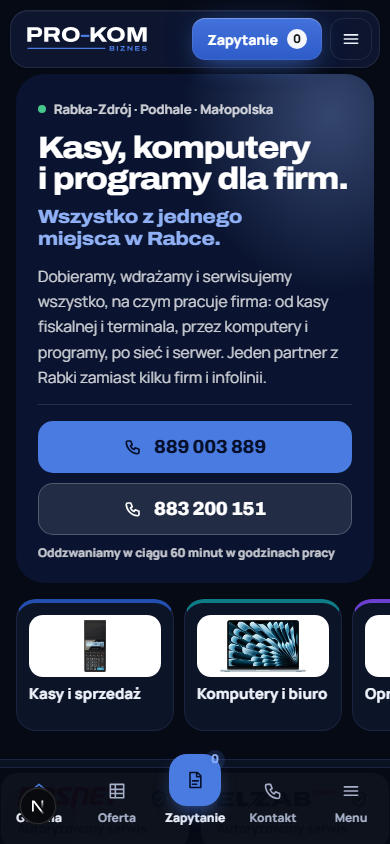 PRO-KOM
BIZNES
Zapytanie 0
Rabka-Zdrój · Podhale · Małopolska
Kasy, komputery
i programy dla firm.
Wszystko z jednego
miejsca w Rabce.
Dobieramy, wdrażamy i serwisujemy
wszystko, na czym pracuje firma: od kasy
fiskalnej i terminala, przez komputery i
programy, po sieć i serwer. Jeden partner z
Rabki zamiast kilku firm i infolinii.
889 003 889
883 200 151
Oddzwaniamy w ciągu 60 minut w godzinach pracy
Kasy i sprzedaż
Komputery i biuro
Opr
0
N
Oferta
Zapytanie
Kontakt
Menu
ELZAB